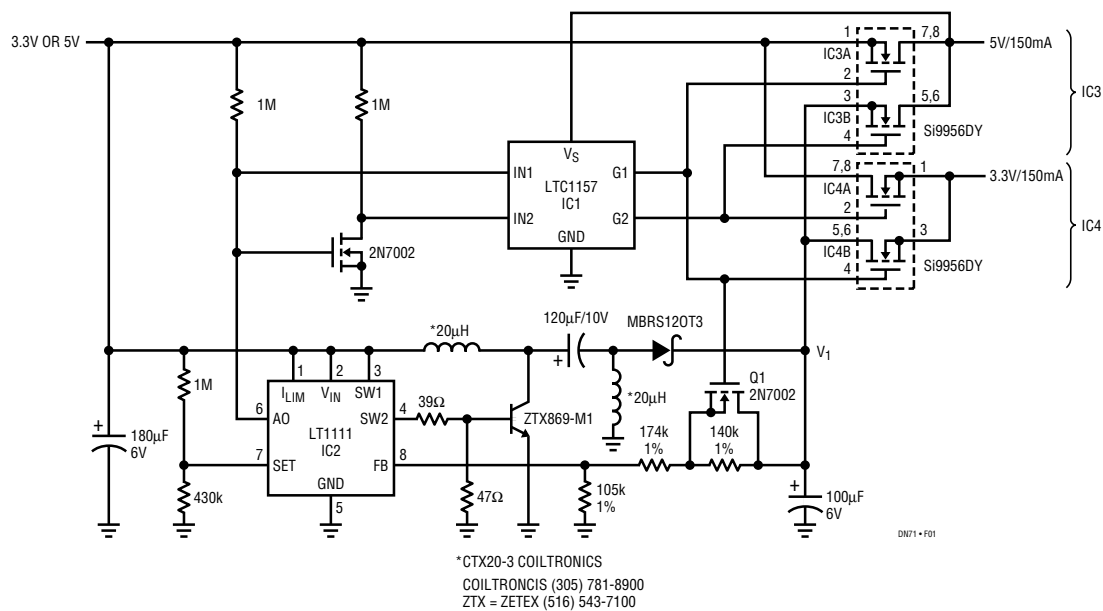 3.3V OR 5V
1M
1M
2N7002
IN1
IN2
VS
LTC1157
IC1
GND
G1
G2
1
7,8
IC3A
2
3
5,6
IC3B
4
Si9956DY
5V/150mA
IC3
7,8
1
IC4A
2
5,6
3
IC4B
4
Si9956DY
3.3V/150mA
IC4
*20µH
120µF/10V
+
MBRS12OT3
V1
1M
430k
+
180µF
6V
1
2
3
ILIM
VIN
SW1
6
AO
SW2
4
LT1111
IC2
7
SET
FB
8
GND
5
39Ω
47Ω
ZTX869-M1
*20µH
Q1
2N7002
174k
1%
140k
1%
105k
1%
+
100µF
6V
DN71 • F01
*CTX20-3 COILTRONICS
COILTRONCIS (305) 781-8900
ZTX = ZETEX (516) 543-7100